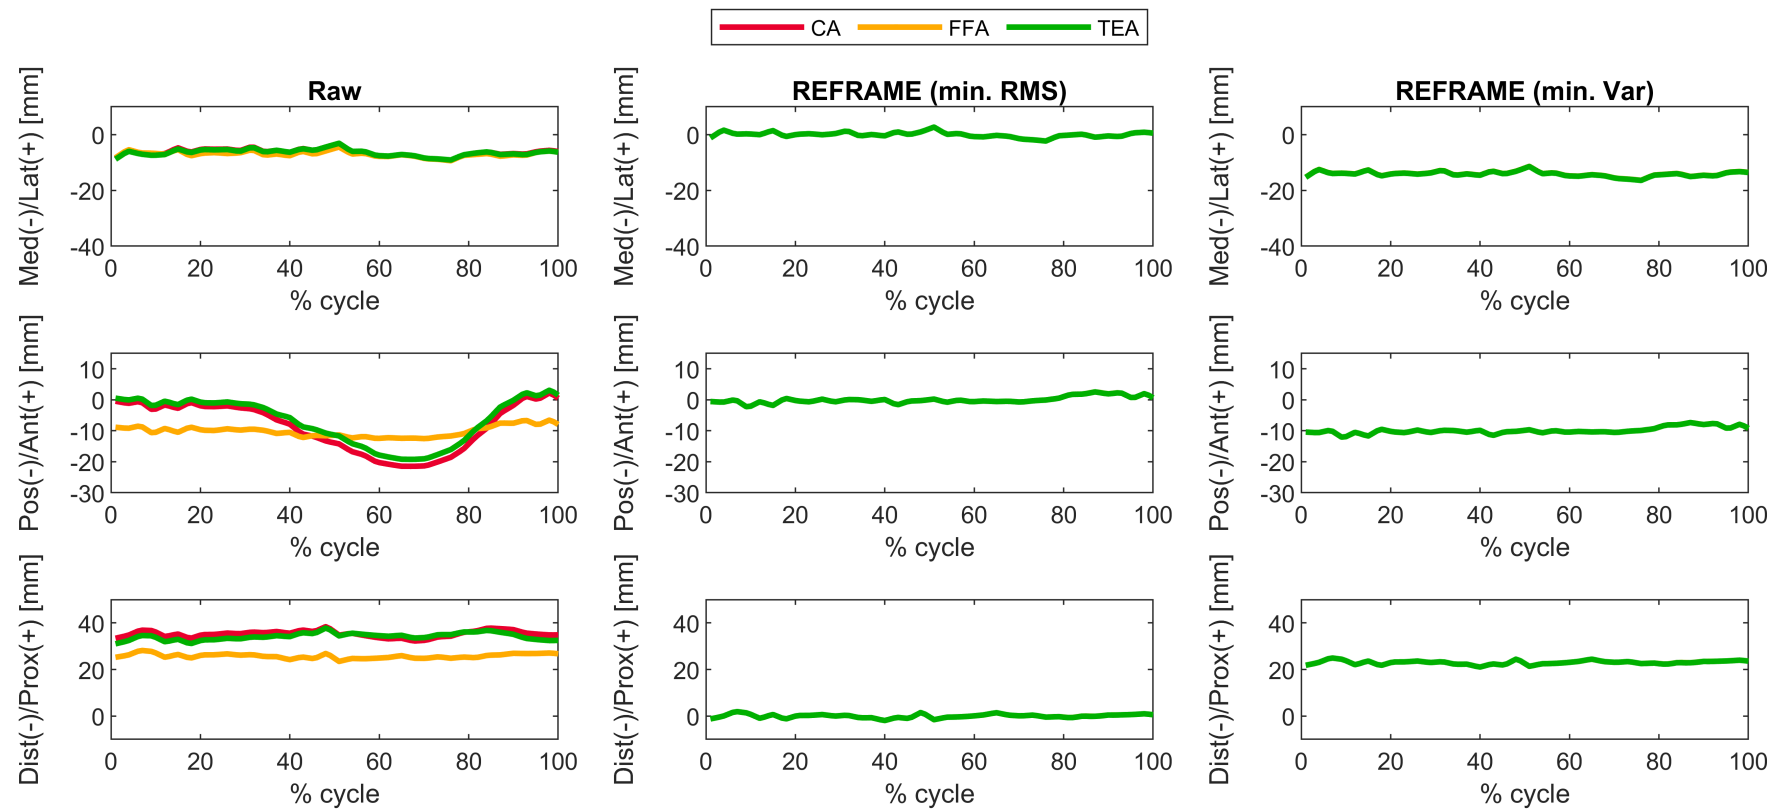 CA FFA TEA
Raw
REFRAME (min. RMS)
REFRAME (min. Var)
Med(-)/Lat(+) [mm]
0
-20
-40
0 20 40 60 80 100
% cycle
Med(-)/Lat(+) [mm]
0
-20
-40
0 20 40 60 80 100
% cycle
Med(-)/Lat(+) [mm]
0
-20
-40
0 20 40 60 80 100
% cycle
Pos(-)/Ant(+) [mm]
10
0
-10
-20
-30
0 20 40 60 80 100
% cycle
Pos(-)/Ant(+) [mm]
10
0
-10
-20
-30
0 20 40 60 80 100
% cycle
Pos(-)/Ant(+) [mm]
10
0
-10
-20
-30
0 20 40 60 80 100
% cycle
Dist(-)/Prox(+) [mm]
40
20
0
0 20 40 60 80 100
% cycle
Dist(-)/Prox(+) [mm]
40
20
0
0 20 40 60 80 100
% cycle
Dist(-)/Prox(+) [mm]
40
20
0
0 20 40 60 80 100
% cycle